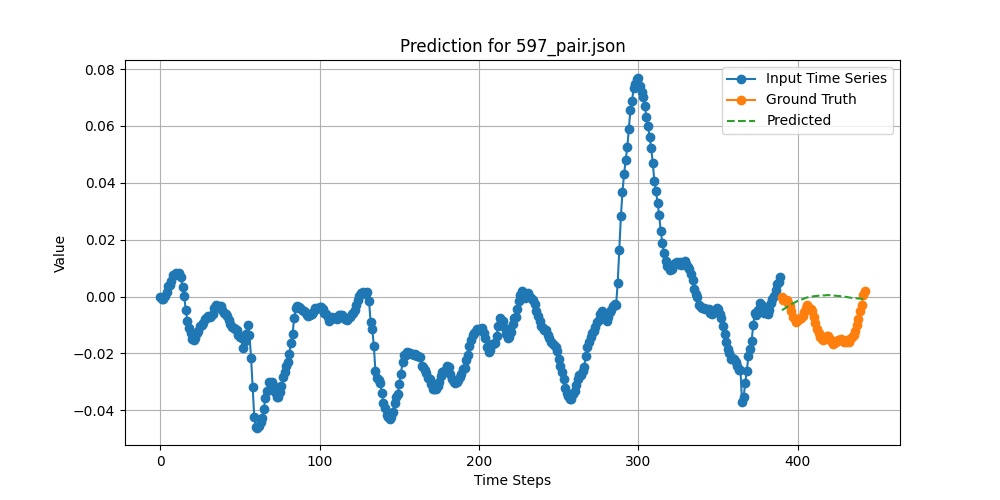 Prediction for 597_pair.json
0.08
0.06
0.04
0.02
0.00
−0.02
−0.04
Value
0
100
200
300
400
Time Steps
Input Time Series
Ground Truth
Predicted